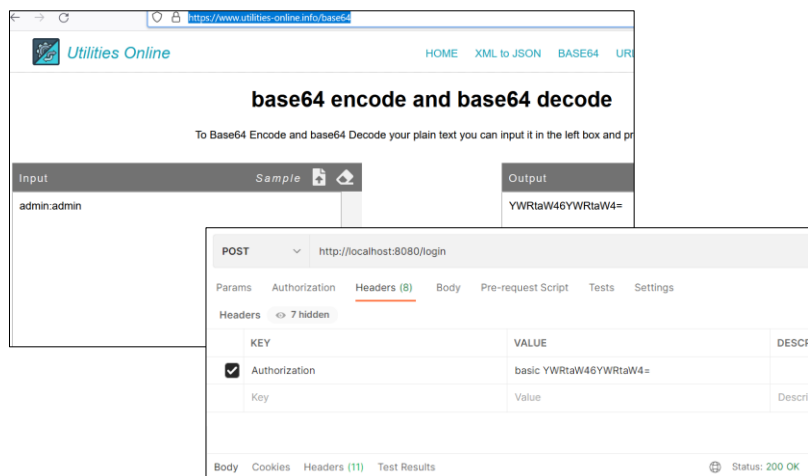 https://www.utilities-online.info/base64
Utilities Online
HOME XML to JSON BASE64
base64 encode and base64 decode
To Base64 Encode and base64 Decode your plain text you can input it in the left box and
Input Sample
Output
admin:admin
YWRtaW46YWRtaW4=
POST http://localhost:8080/login
Params Authorization Headers (8) Body Pre-request Script Tests Settings
Headers 7 hidden
KEY VALUE
Authorization basic YWRtaW46YWRtaW4=
Key Value
Body Cookies Headers (11) Test Results Status: 200 OK